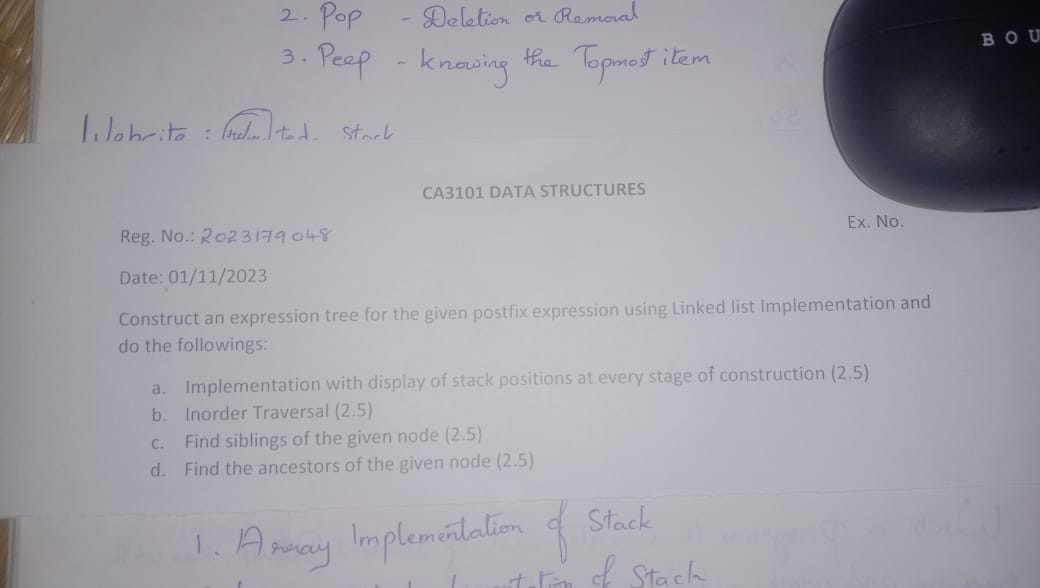 2. Pop - Deletion or Removal
3. Peep - knowing the Topmost item
BOU
Stack
CA3101 DATA STRUCTURES
Ex. No.
Reg. No.: 2023179048
Date: 01/11/2023
Construct an expression tree for the given postfix expression using Linked list Implementation and
do the followings:
a. Implementation with display of stack positions at every stage of construction (2.5)
b. Inorder Traversal (2.5)
c. Find siblings of the given node (2.5)
d. Find the ancestors of the given node (2.5)
1. Array Implementation of Stack
of Stack